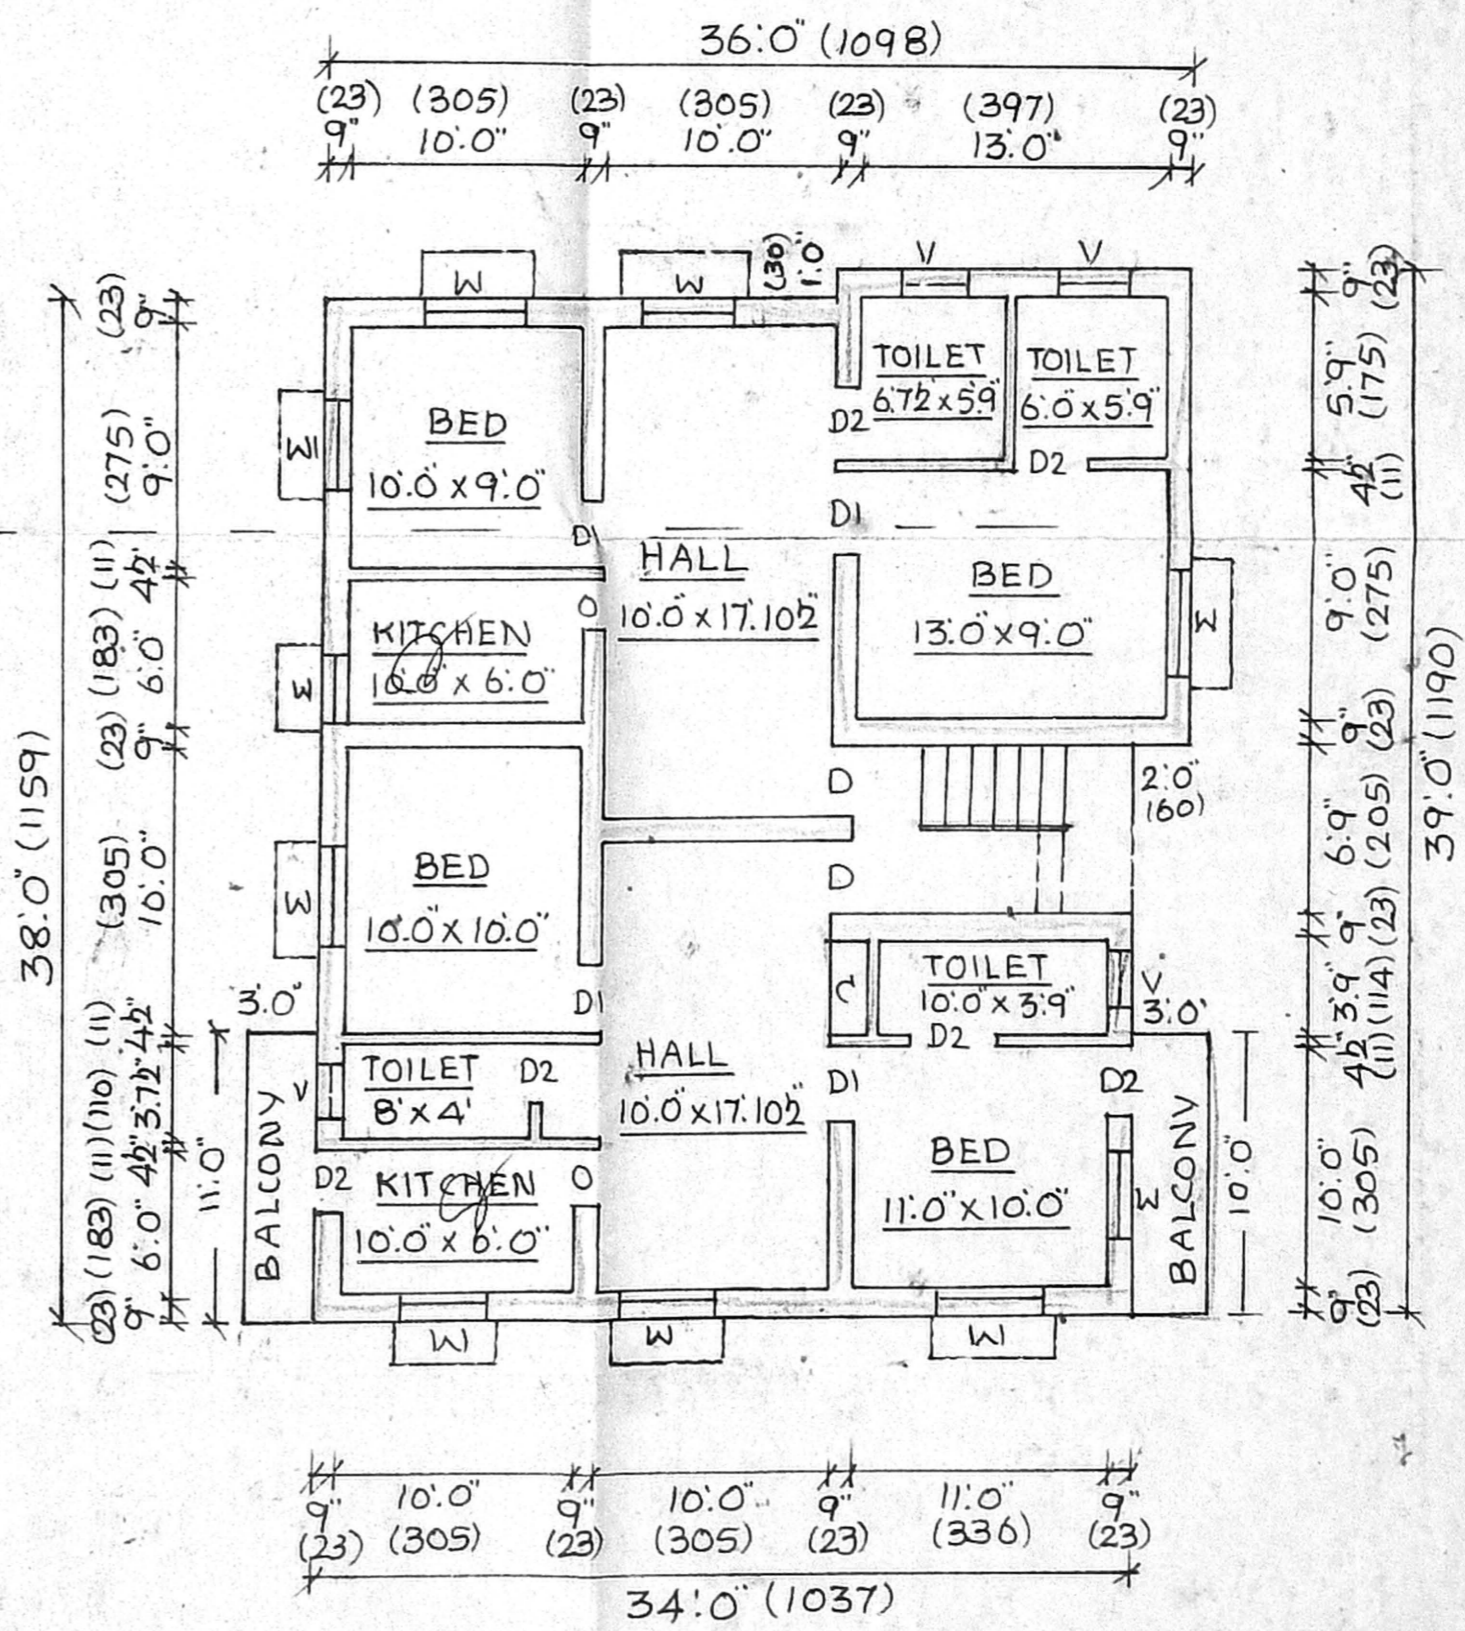 36'.0" (1098)
(23) (305) (23) (305) (23) (397) (23)
9" 10'.0" 9" 10'.0" 9" 13'.0" 9"
(30)
1'.0"
V V
W W
TOILET TOILET
6'.7½ x 5'9" 6'.0" x 5'9"
D2
D2
BED
10'.0" x 9'.0"
W
D1
D1
HALL
10'.0" x 17'.10½
BED
13'.0" x 9'.0"
W
KITCHEN
10'.0" x 6'.0"
O
W
D
2'.0"
(60)
BED
10'.0" x 10'.0"
W
D
TOILET
10'.0" x 3'.9"
C
V
3'.0"
3'.0"
D1
D2
TOILET
8' x 4'
D2
V
HALL
10'.0" x 17'.10½
D1
D2
BED
11'.0" x 10'.0"
W
BALCONY
BALCONY
D2
KITCHEN
10'.0" x 6'.0"
O
W W W
11'.0"
10'.0"
38'.0" (1159)
(23) (183) (11) (110) (11) (305) (23) (183) (11) (275) (23)
9" 6'.0" 4½" 3'.7½" 4½" 10'.0" 9" 6'.0" 4½' 9'.0" 9"
9" 10'.0" 4½" 3'.9" 9" 6'.9" 9" 9'.0" 4½" 5'.9" 9"
(23) (305) (11) (114) (23) (205) (23) (275) (11) (175) (23)
39'.0" (1190)
9" 10'.0" 9" 10'.0" 9" 11'.0" 9"
(23) (305) (23) (305) (23) (336) (23)
34'.0" (1037)